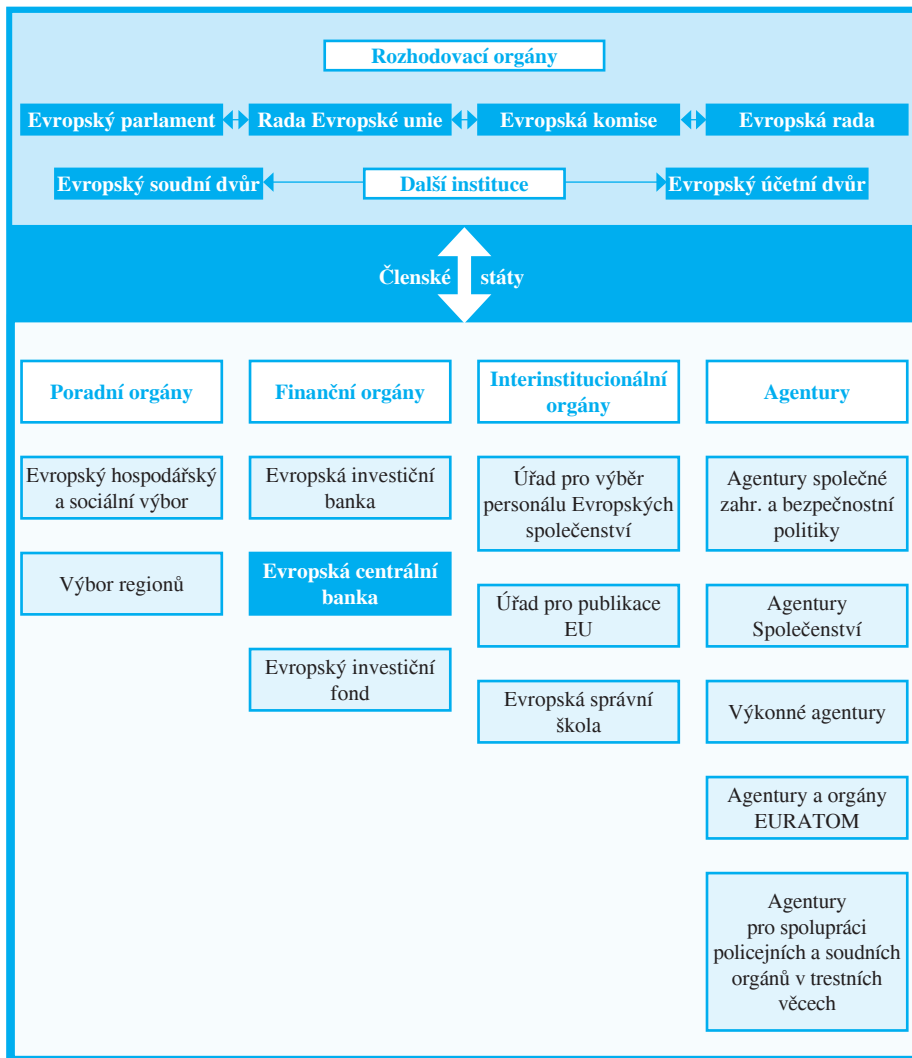 Rozhodovací orgány
Evropský parlament
Rada Evropské unie
Evropská komise
Evropská rada
Evropský soudní dvůr
Další instituce
Evropský účetní dvůr
Členské státy
Poradní orgány
Evropský hospodářský
a sociální výbor
Výbor regionů
Finanční orgány
Evropská investiční
banka
Evropská centrální
banka
Evropský investiční
fond
Interinstitucionální
orgány
Úřad pro výběr
personálu Evropských
společenství
Úřad pro publikace
EU
Evropská správní
škola
Agentury
Agentury společné
zahr. a bezpečnostní
politiky
Agentury
Společenství
Výkonné agentury
Agentury a orgány
EURATOM
Agentury
pro spolupráci
policejních a soudních
orgánů v trestních
věcech